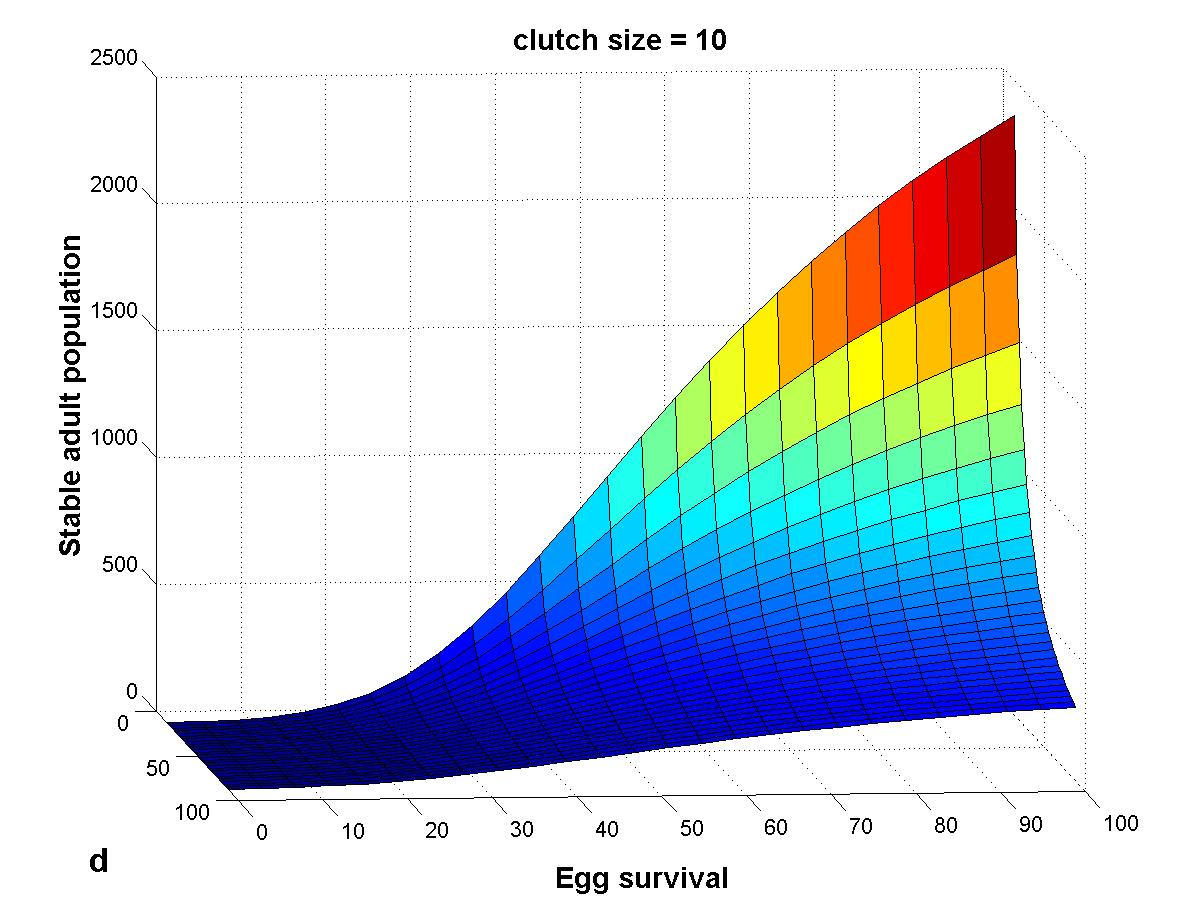 clutch size = 10
Stable adult population
2500
2000
1500
1000
500
0
0
50
100
0 10 20 30 40 50 60 70 80 90 100
Egg survival
d